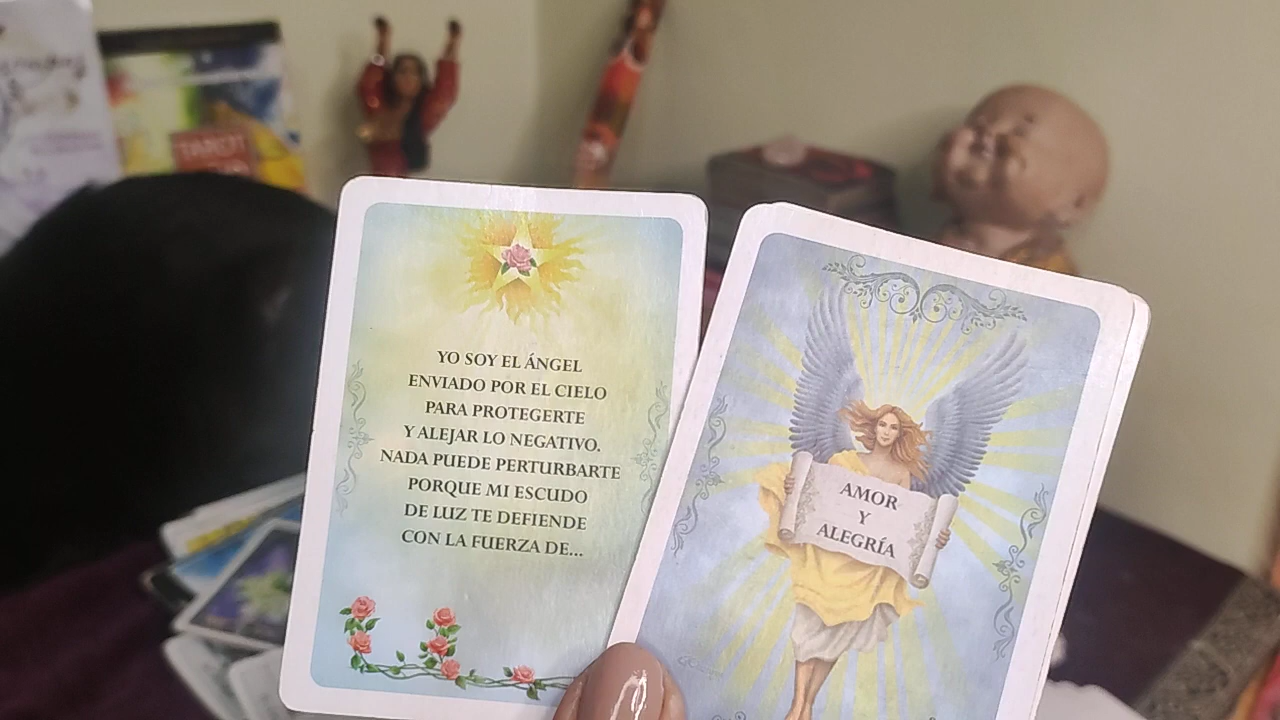 TAROT
YO SOY EL ÁNGEL
ENVIADO POR EL CIELO
PARA PROTEGERTE
Y ALEJAR LO NEGATIVO.
NADA PUEDE PERTURBARTE
PORQUE MI ESCUDO
DE LUZ TE DEFIENDE
CON LA FUERZA DE...
AMOR
Y
ALEGRÍA